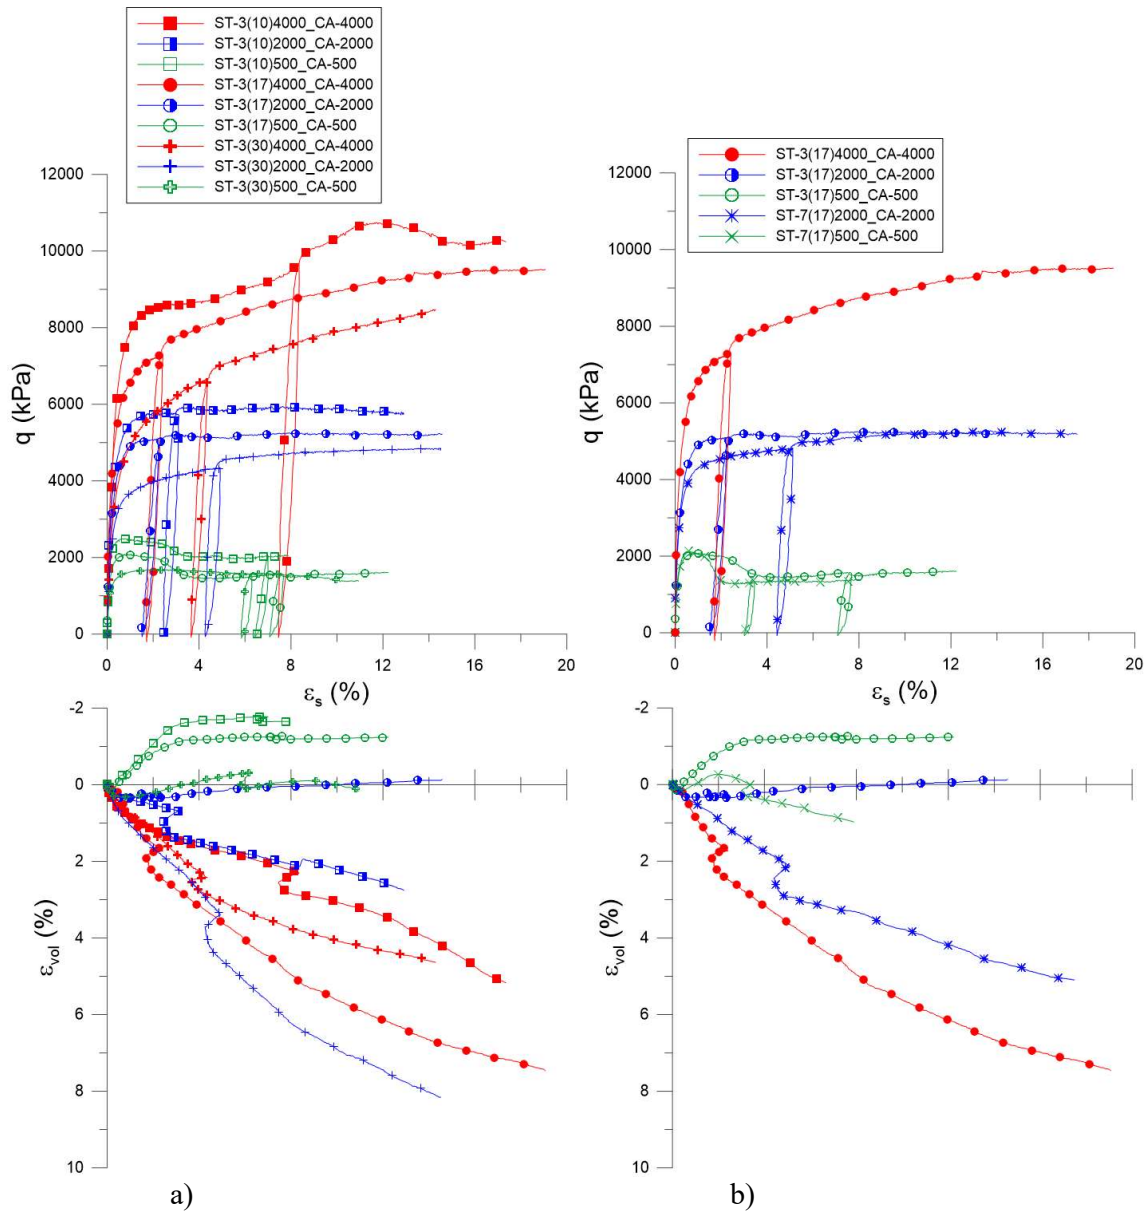 ST-3(10)4000_CA-4000
ST-3(10)2000_CA-2000
ST-3(10)500_CA-500
ST-3(17)4000_CA-4000
ST-3(17)2000_CA-2000
ST-3(17)500_CA-500
ST-3(30)4000_CA-4000
ST-3(30)2000_CA-2000
ST-3(30)500_CA-500
12000
10000
8000
6000
4000
2000
0
q (kPa)
0 4 8 12 16 20
εs (%)
-2
0
2
4
6
8
10
εvol (%)
a)
ST-3(17)4000_CA-4000
ST-3(17)2000_CA-2000
ST-3(17)500_CA-500
ST-7(17)2000_CA-2000
ST-7(17)500_CA-500
12000
10000
8000
6000
4000
2000
0
q (kPa)
0 4 8 12 16 20
εs (%)
-2
0
2
4
6
8
10
εvol (%)
b)